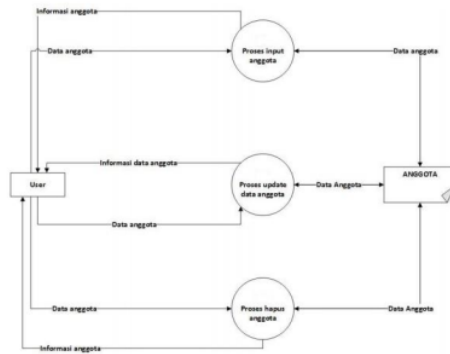 Informasi anggota
Data anggota
Proses input
anggota
Data anggota
Informasi data anggota
User
Proses update
data anggota
Data Anggota
ANGGOTA
Data anggota
Data anggota
Proses hapus
anggota
Data Anggota
Informasi anggota